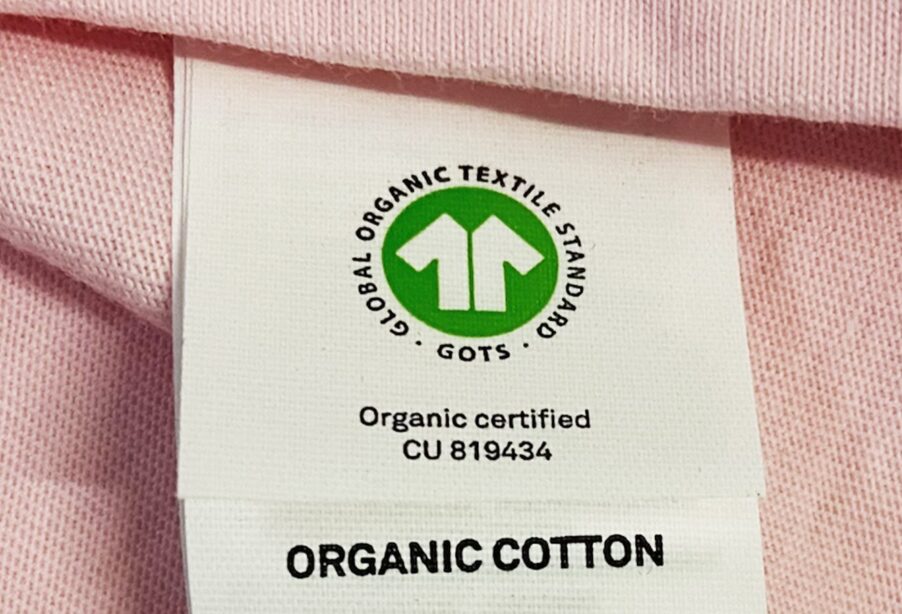 GLOBAL ORGANIC TEXTILE STANDARD
· GOTS ·
Organic certified
CU 819434
ORGANIC COTTON